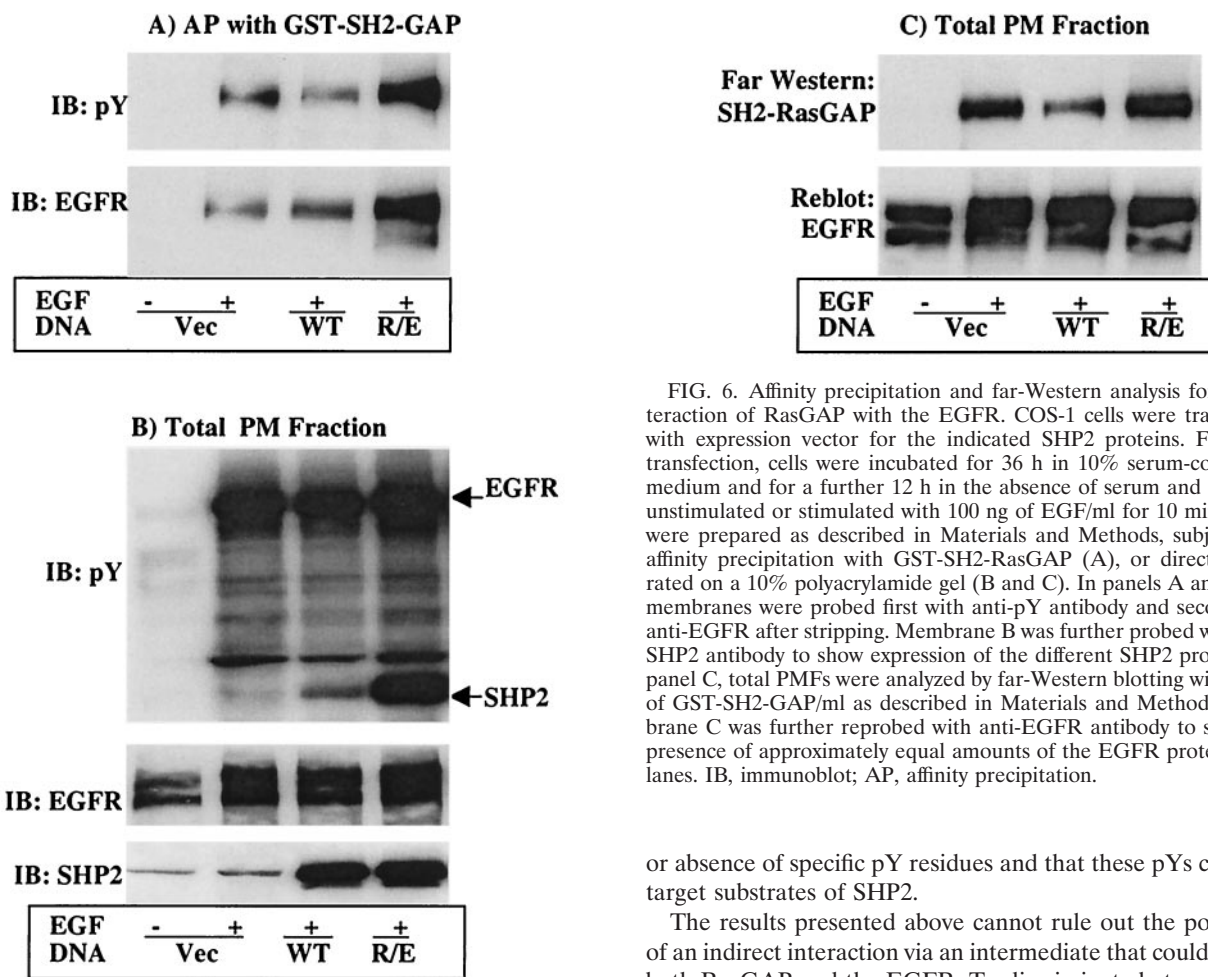 A) AP with GST-SH2-GAP
IB: pY
IB: EGFR
EGF - + + +
DNA Vec WT R/E
B) Total PM Fraction
EGFR
IB: pY
SHP2
IB: EGFR
IB: SHP2
EGF - + + +
DNA Vec WT R/E
C) Total PM Fraction
Far Western:
SH2-RasGAP
Reblot:
EGFR
EGF - + + +
DNA Vec WT R/E
FIG. 6. Affinity precipitation and far-Western analysis fo
teraction of RasGAP with the EGFR. COS-1 cells were tra
with expression vector for the indicated SHP2 proteins. F
transfection, cells were incubated for 36 h in 10% serum-co
medium and for a further 12 h in the absence of serum and
unstimulated or stimulated with 100 ng of EGF/ml for 10 mi
were prepared as described in Materials and Methods, subj
affinity precipitation with GST-SH2-RasGAP (A), or direct
rated on a 10% polyacrylamide gel (B and C). In panels A an
membranes were probed first with anti-pY antibody and seco
anti-EGFR after stripping. Membrane B was further probed w
SHP2 antibody to show expression of the different SHP2 pro
panel C, total PMFs were analyzed by far-Western blotting wi
of GST-SH2-GAP/ml as described in Materials and Method
brane C was further reprobed with anti-EGFR antibody to s
presence of approximately equal amounts of the EGFR prote
lanes. IB, immunoblot; AP, affinity precipitation.
or absence of specific pY residues and that these pYs c
target substrates of SHP2.
The results presented above cannot rule out the po
of an indirect interaction via an intermediate that could